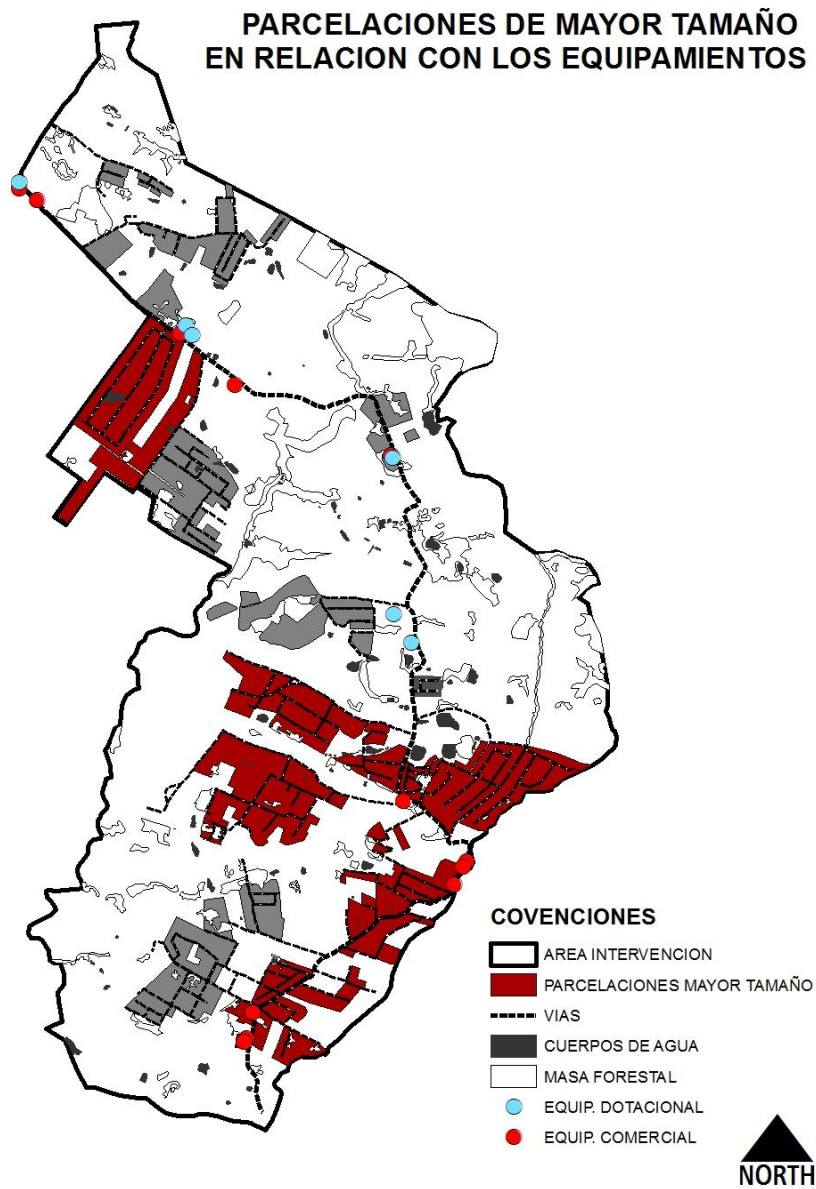 PARCELACIONES DE MAYOR TAMAÑO
EN RELACION CON LOS EQUIPAMIENTOS
COVENCIONES
AREA INTERVENCION
PARCELACIONES MAYOR TAMAÑO
VIAS
CUERPOS DE AGUA
MASA FORESTAL
EQUIP. DOTACIONAL
EQUIP. COMERCIAL
NORTH